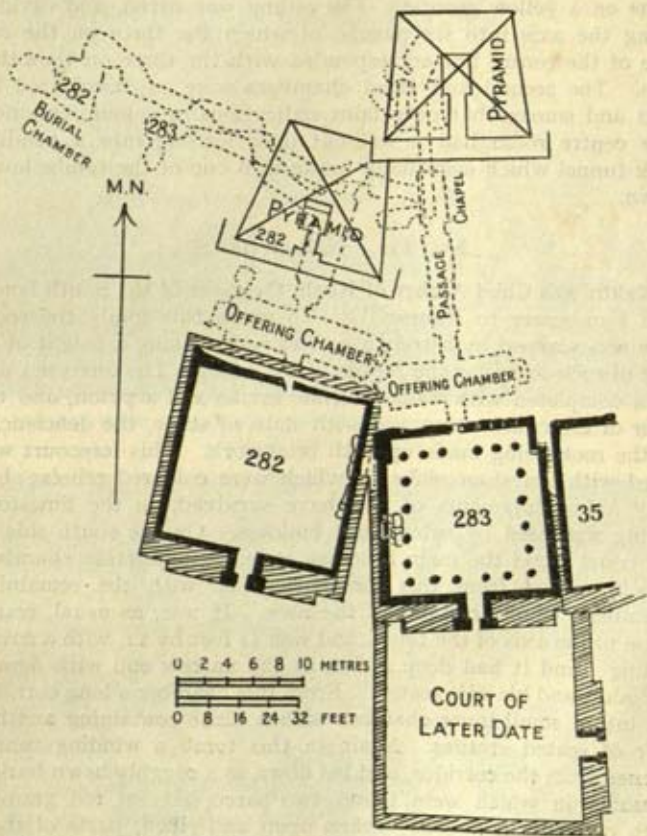 PYRAMID
282
BURIAL
CHAMBER
283
M.N.
PYRAMID
282
CHAPEL
PASSAGE
OFFERING CHAMBER
OFFERING CHAMBER
282
283
35
0 2 4 6 8 10 METRES
0 8 16 24 32 FEET
COURT OF
LATER DATE